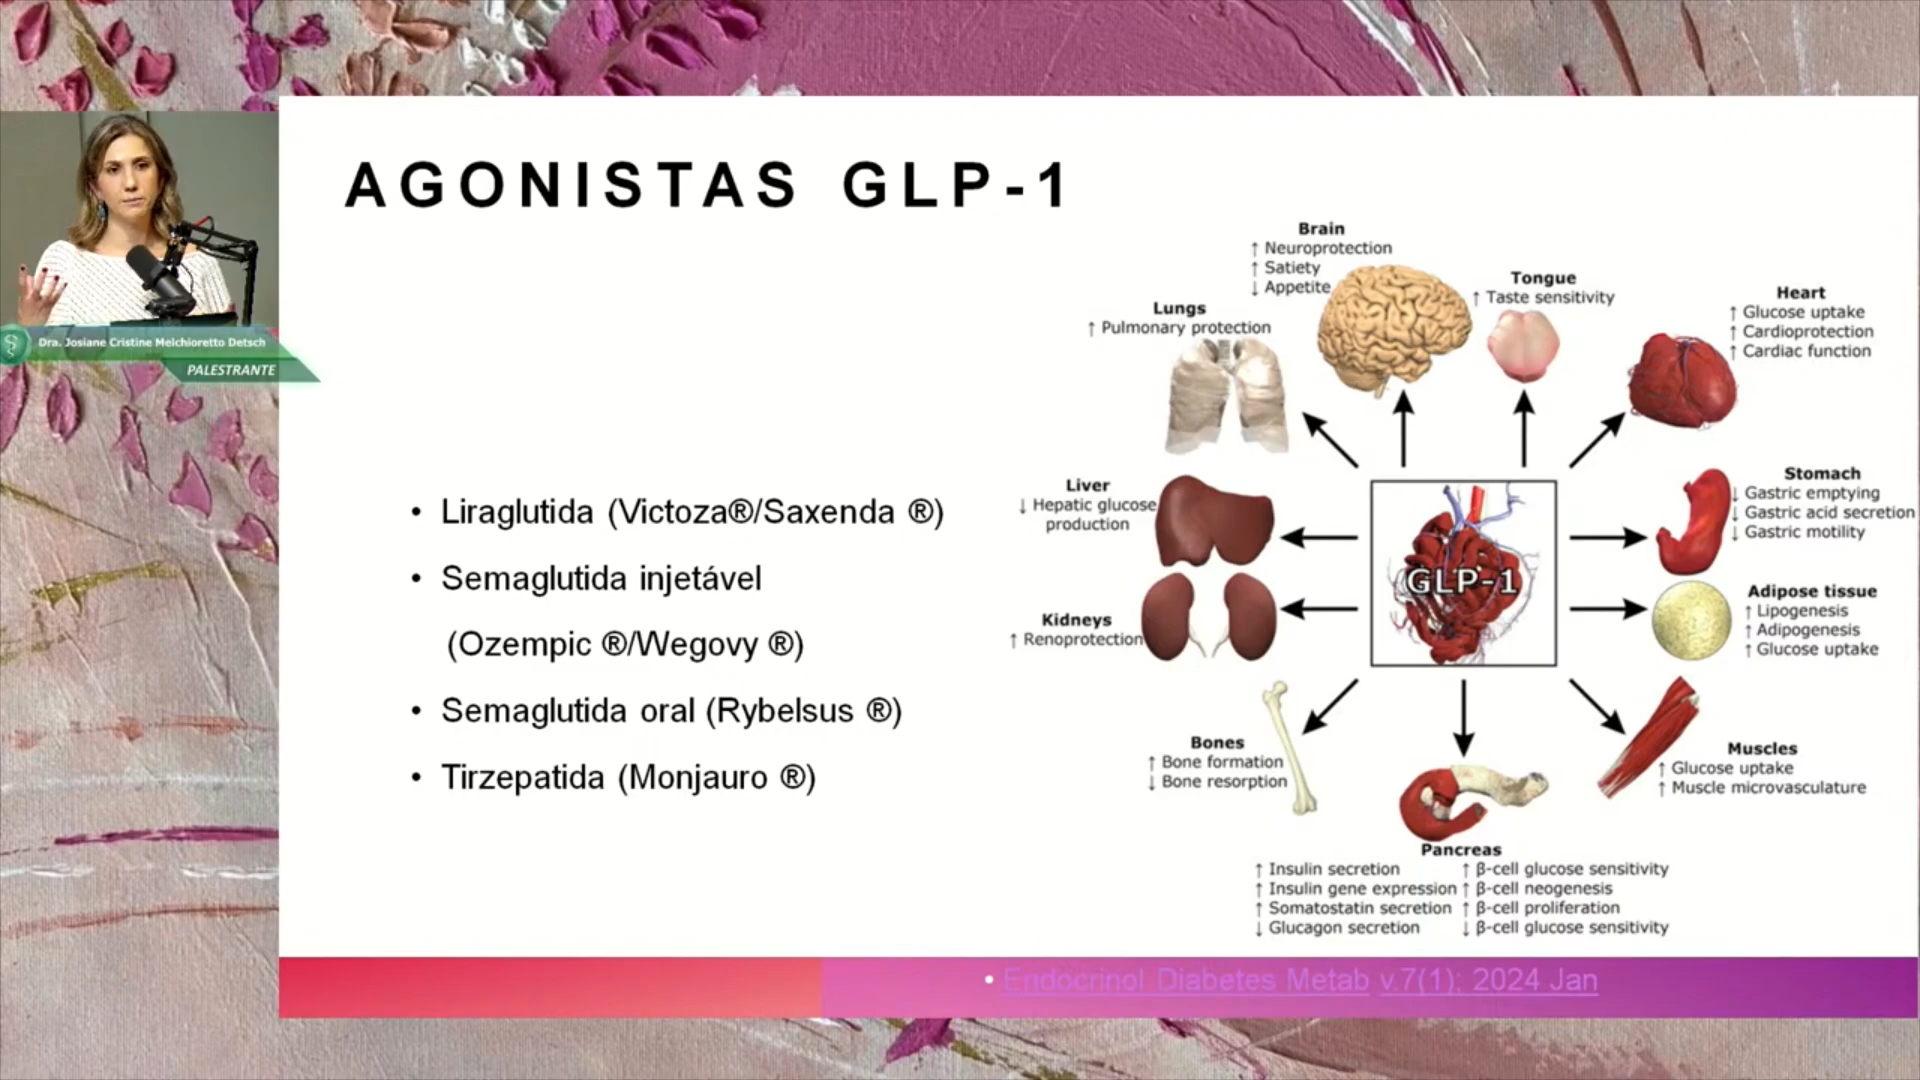 AGONISTAS GLP-1
Dra. Josiane Cristine Melchioretto Detsch
PALESTRANTE
• Liraglutida (Victoza®/Saxenda ®)
• Semaglutida injetável
(Ozempic ®/Wegovy ®)
• Semaglutida oral (Rybelsus ®)
• Tirzepatida (Monjauro ®)
Brain
↑ Neuroprotection
↑ Satiety
↓ Appetite
Tongue
↑ Taste sensitivity
Heart
↑ Glucose uptake
↑ Cardioprotection
↑ Cardiac function
Lungs
↑ Pulmonary protection
Liver
↓ Hepatic glucose
production
Kidneys
↑ Renoprotection
GLP-1
Stomach
↓ Gastric emptying
↓ Gastric acid secretion
↓ Gastric motility
Adipose tissue
↑ Lipogenesis
↑ Adipogenesis
↑ Glucose uptake
Bones
↑ Bone formation
↓ Bone resorption
Muscles
↑ Glucose uptake
↑ Muscle microvasculature
Pancreas
↑ Insulin secretion ↑ β-cell glucose sensitivity
↑ Insulin gene expression ↑ β-cell neogenesis
↑ Somatostatin secretion ↑ β-cell proliferation
↓ Glucagon secretion ↓ β-cell glucose sensitivity
• Endocrinol Diabetes Metab v.7(1); 2024 Jan